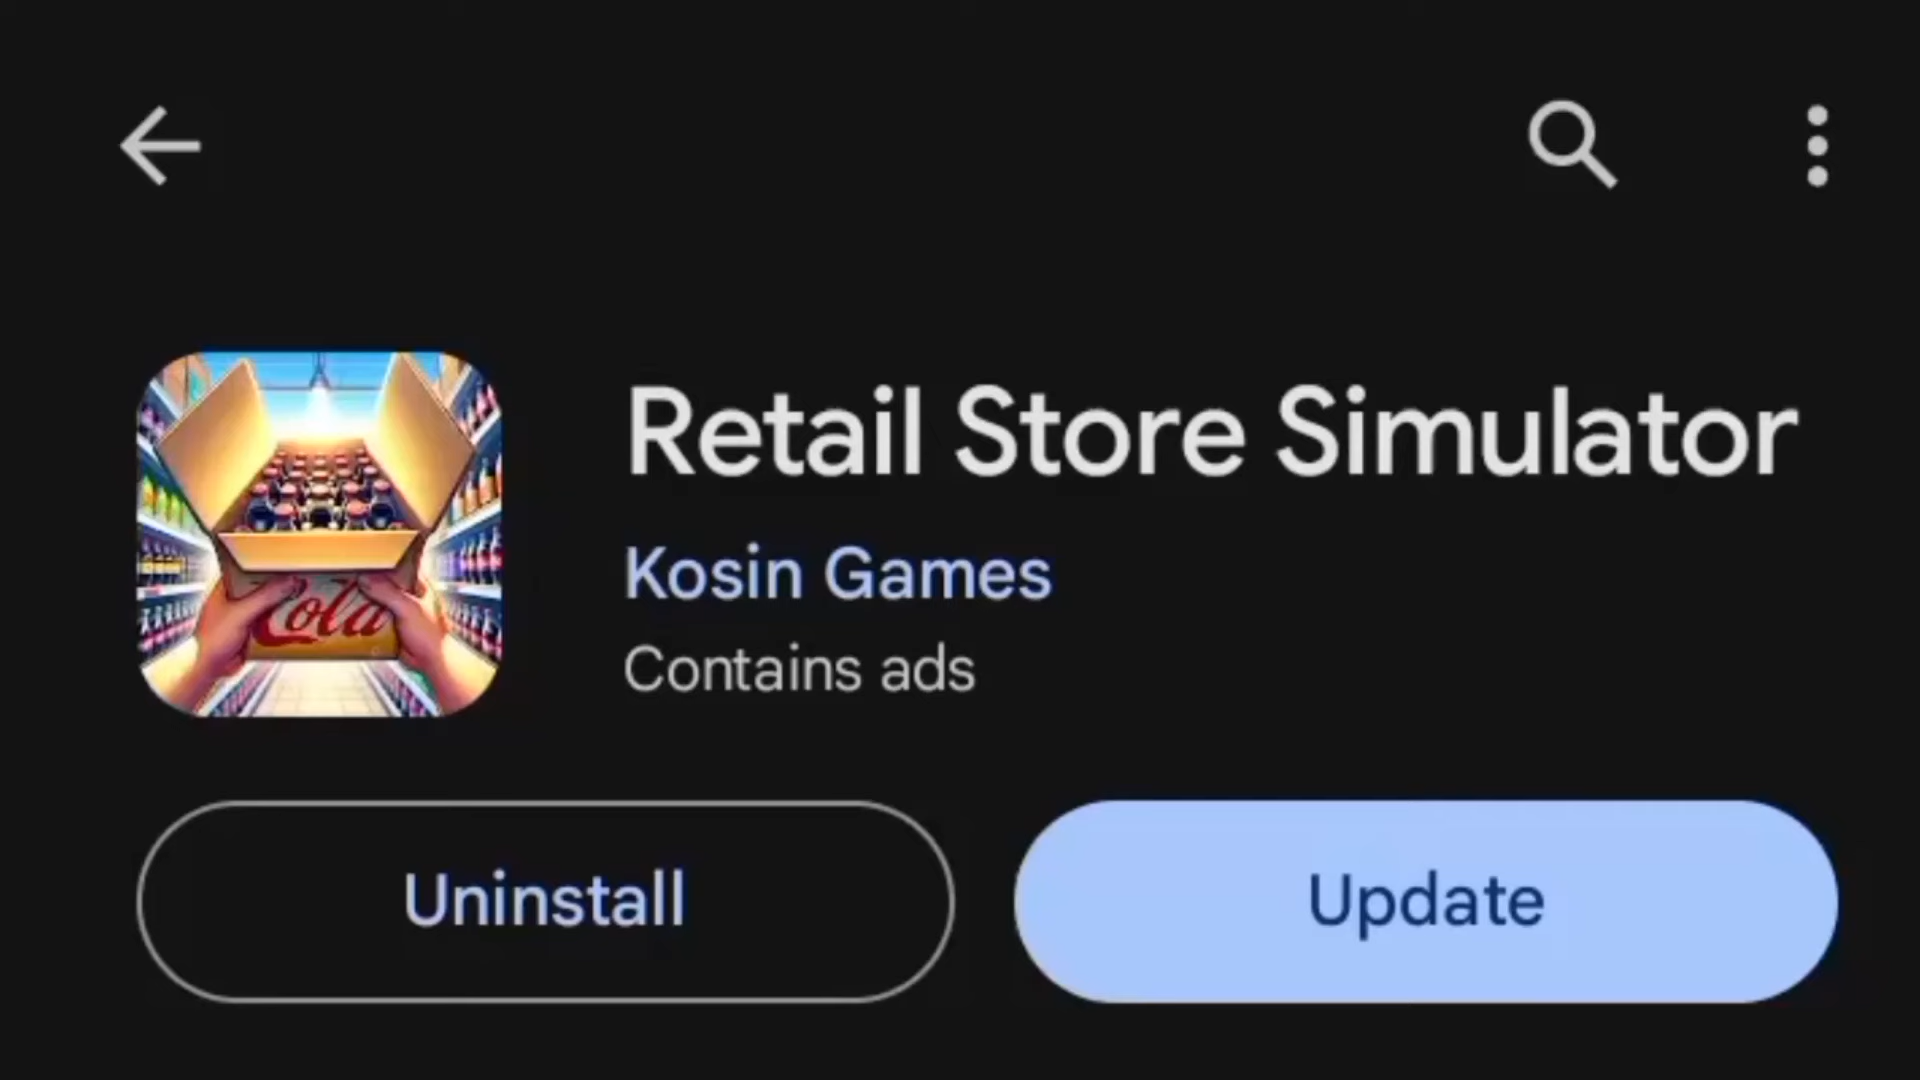 Retail Store Simulator
Kosin Games
Contains ads
Cola
Uninstall
Update